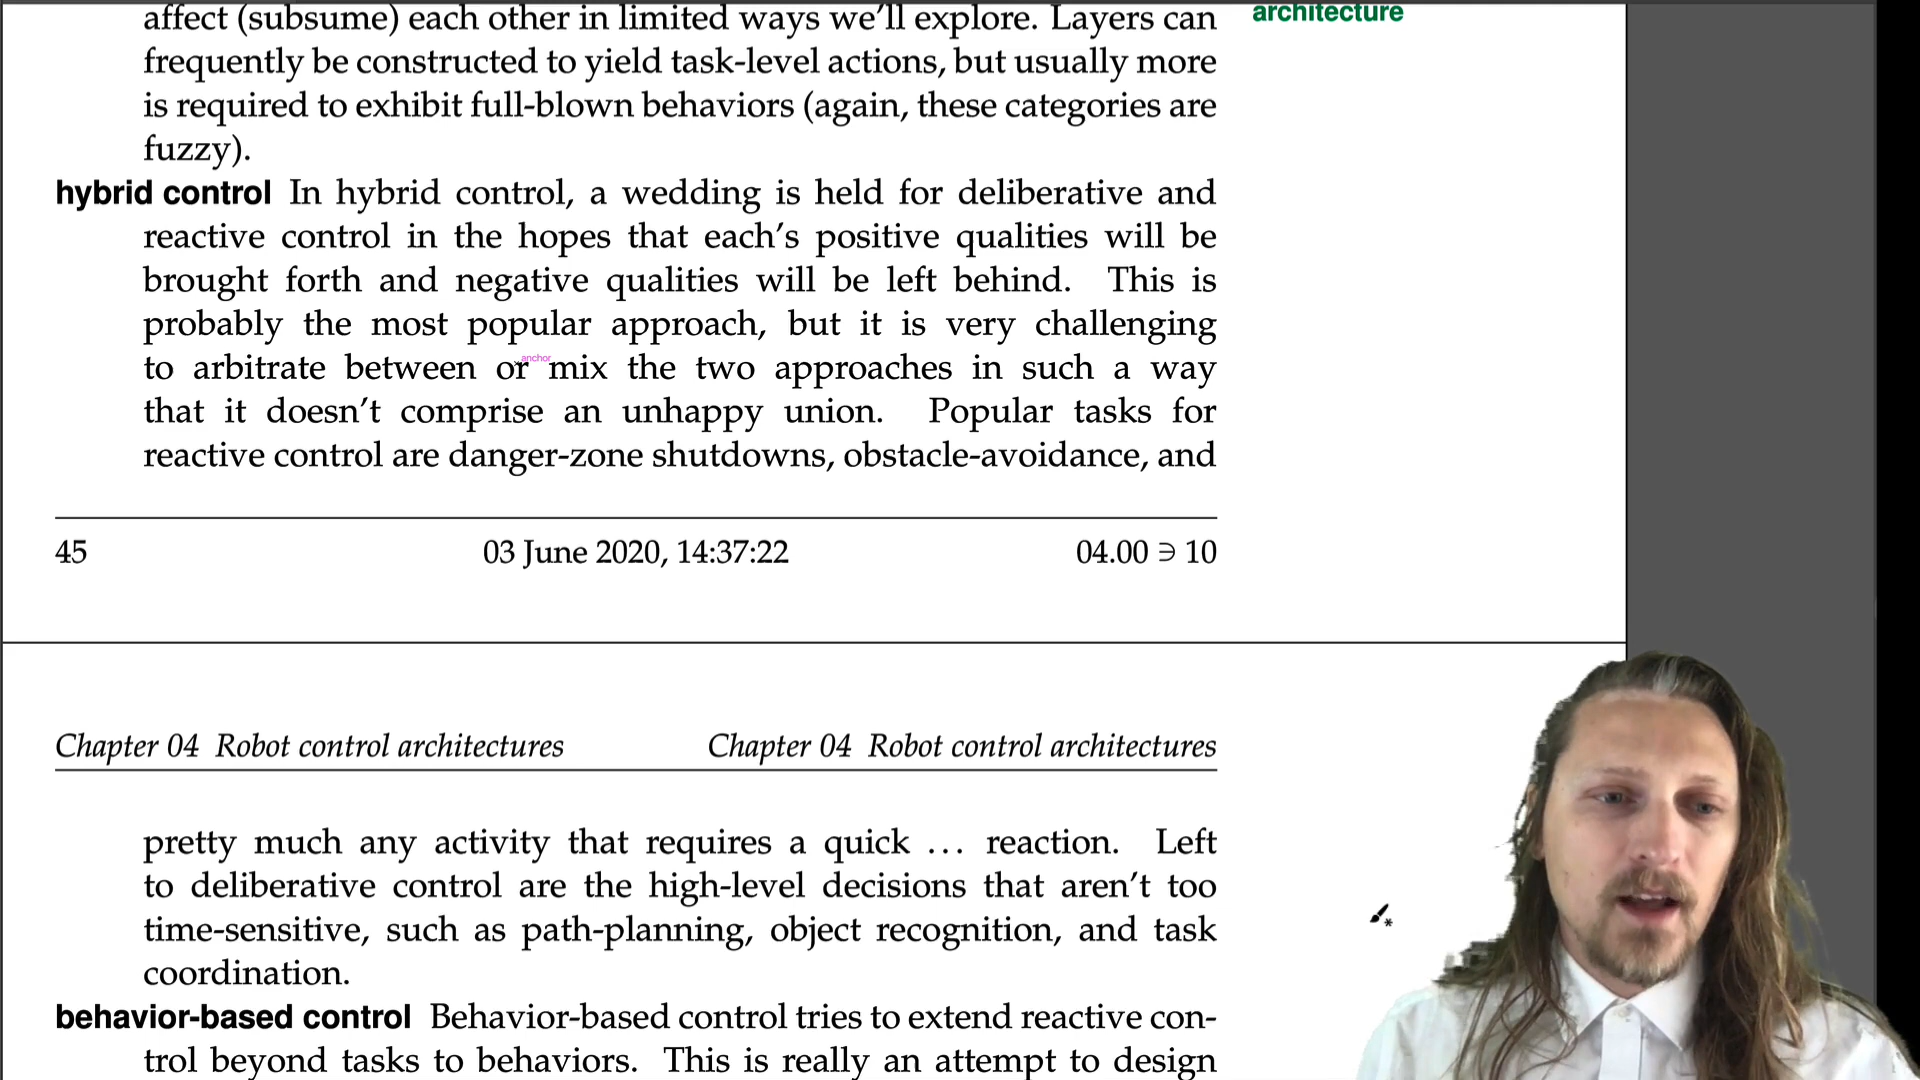 affect (subsume) each other in limited ways we'll explore. Layers can
architecture
frequently be constructed to yield task-level actions, but usually more
is required to exhibit full-blown behaviors (again, these categories are
fuzzy).
hybrid control In hybrid control, a wedding is held for deliberative and
reactive control in the hopes that each's positive qualities will be
brought forth and negative qualities will be left behind. This is
probably the most popular approach, but it is very challenging
anchor
to arbitrate between or mix the two approaches in such a way
that it doesn't comprise an unhappy union. Popular tasks for
reactive control are danger-zone shutdowns, obstacle-avoidance, and
45 03 June 2020, 14:37:22 04.00 ∋ 10
Chapter 04 Robot control architectures Chapter 04 Robot control architectures
pretty much any activity that requires a quick … reaction. Left
to deliberative control are the high-level decisions that aren't too
time-sensitive, such as path-planning, object recognition, and task
coordination.
behavior-based control Behavior-based control tries to extend reactive con-
trol beyond tasks to behaviors. This is really an attempt to design